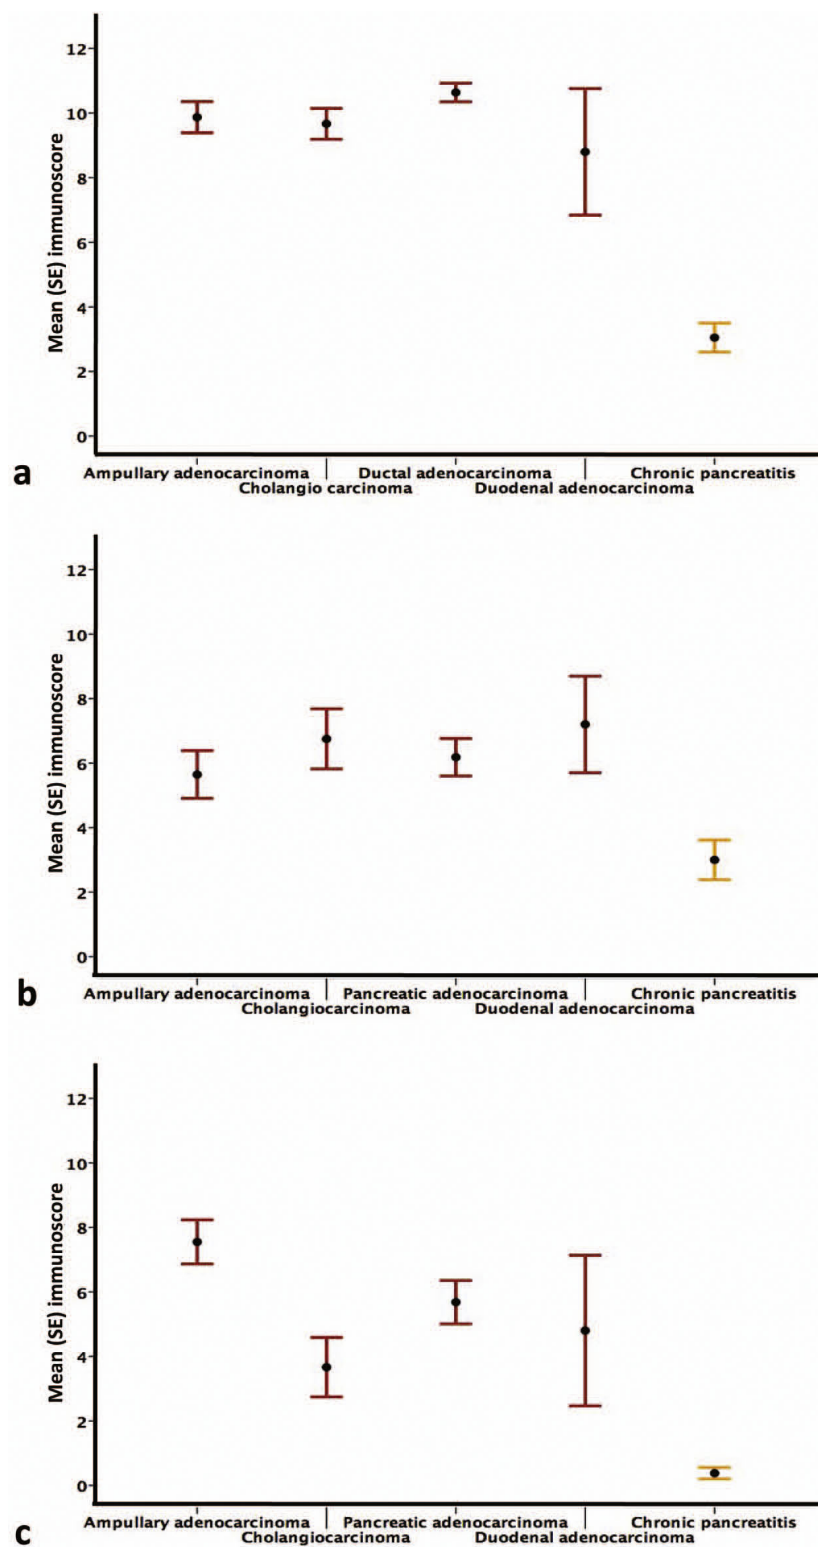 12
10
8
6
4
2
0
Mean (SE) immunoscore
a
Ampullary adenocarcinoma Ductal adenocarcinoma Chronic pancreatitis
Cholangio carcinoma Duodenal adenocarcinoma
12
10
8
6
4
2
0
Mean (SE) immunoscore
b
Ampullary adenocarcinoma Pancreatic adenocarcinoma Chronic pancreatitis
Cholangiocarcinoma Duodenal adenocarcinoma
12
10
8
6
4
2
0
Mean (SE) immunoscore
c
Ampullary adenocarcinoma Pancreatic adenocarcinoma Chronic pancreatitis
Cholangiocarcinoma Duodenal adenocarcinoma